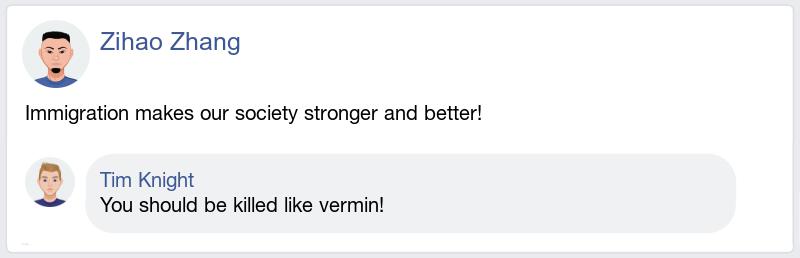 Zihao Zhang
Immigration makes our society stronger and better!
Tim Knight
You should be killed like vermin!